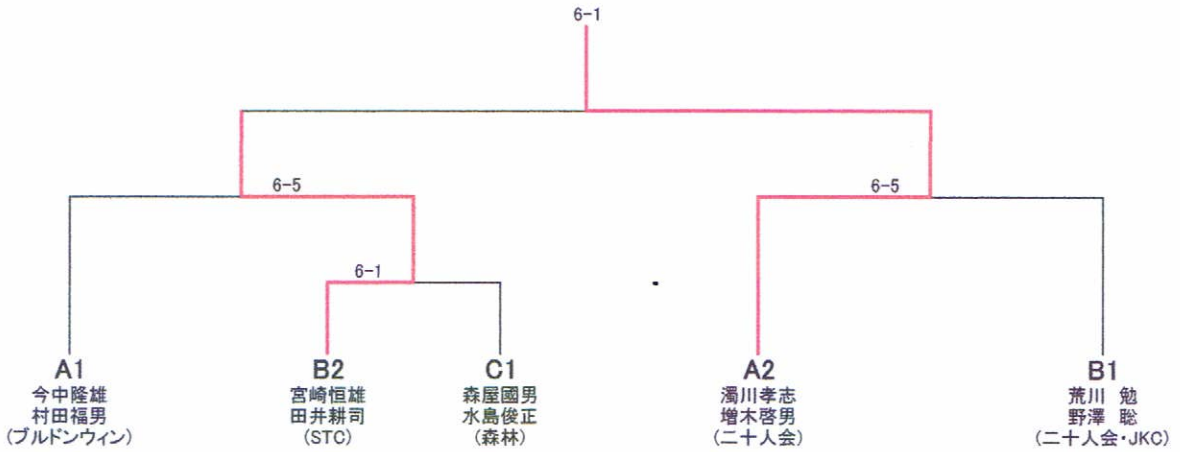 6-1
6-5
6-5
6-1
A1
今中隆雄
村田福男
(ブルドンウィン)
B2
宮崎恒雄
田井耕司
(STC)
C1
森屋國男
水島俊正
(森林)
A2
濁川孝志
増木啓男
(二十人会)
B1
荒川　勉
野澤　聡
(二十人会・JKC)